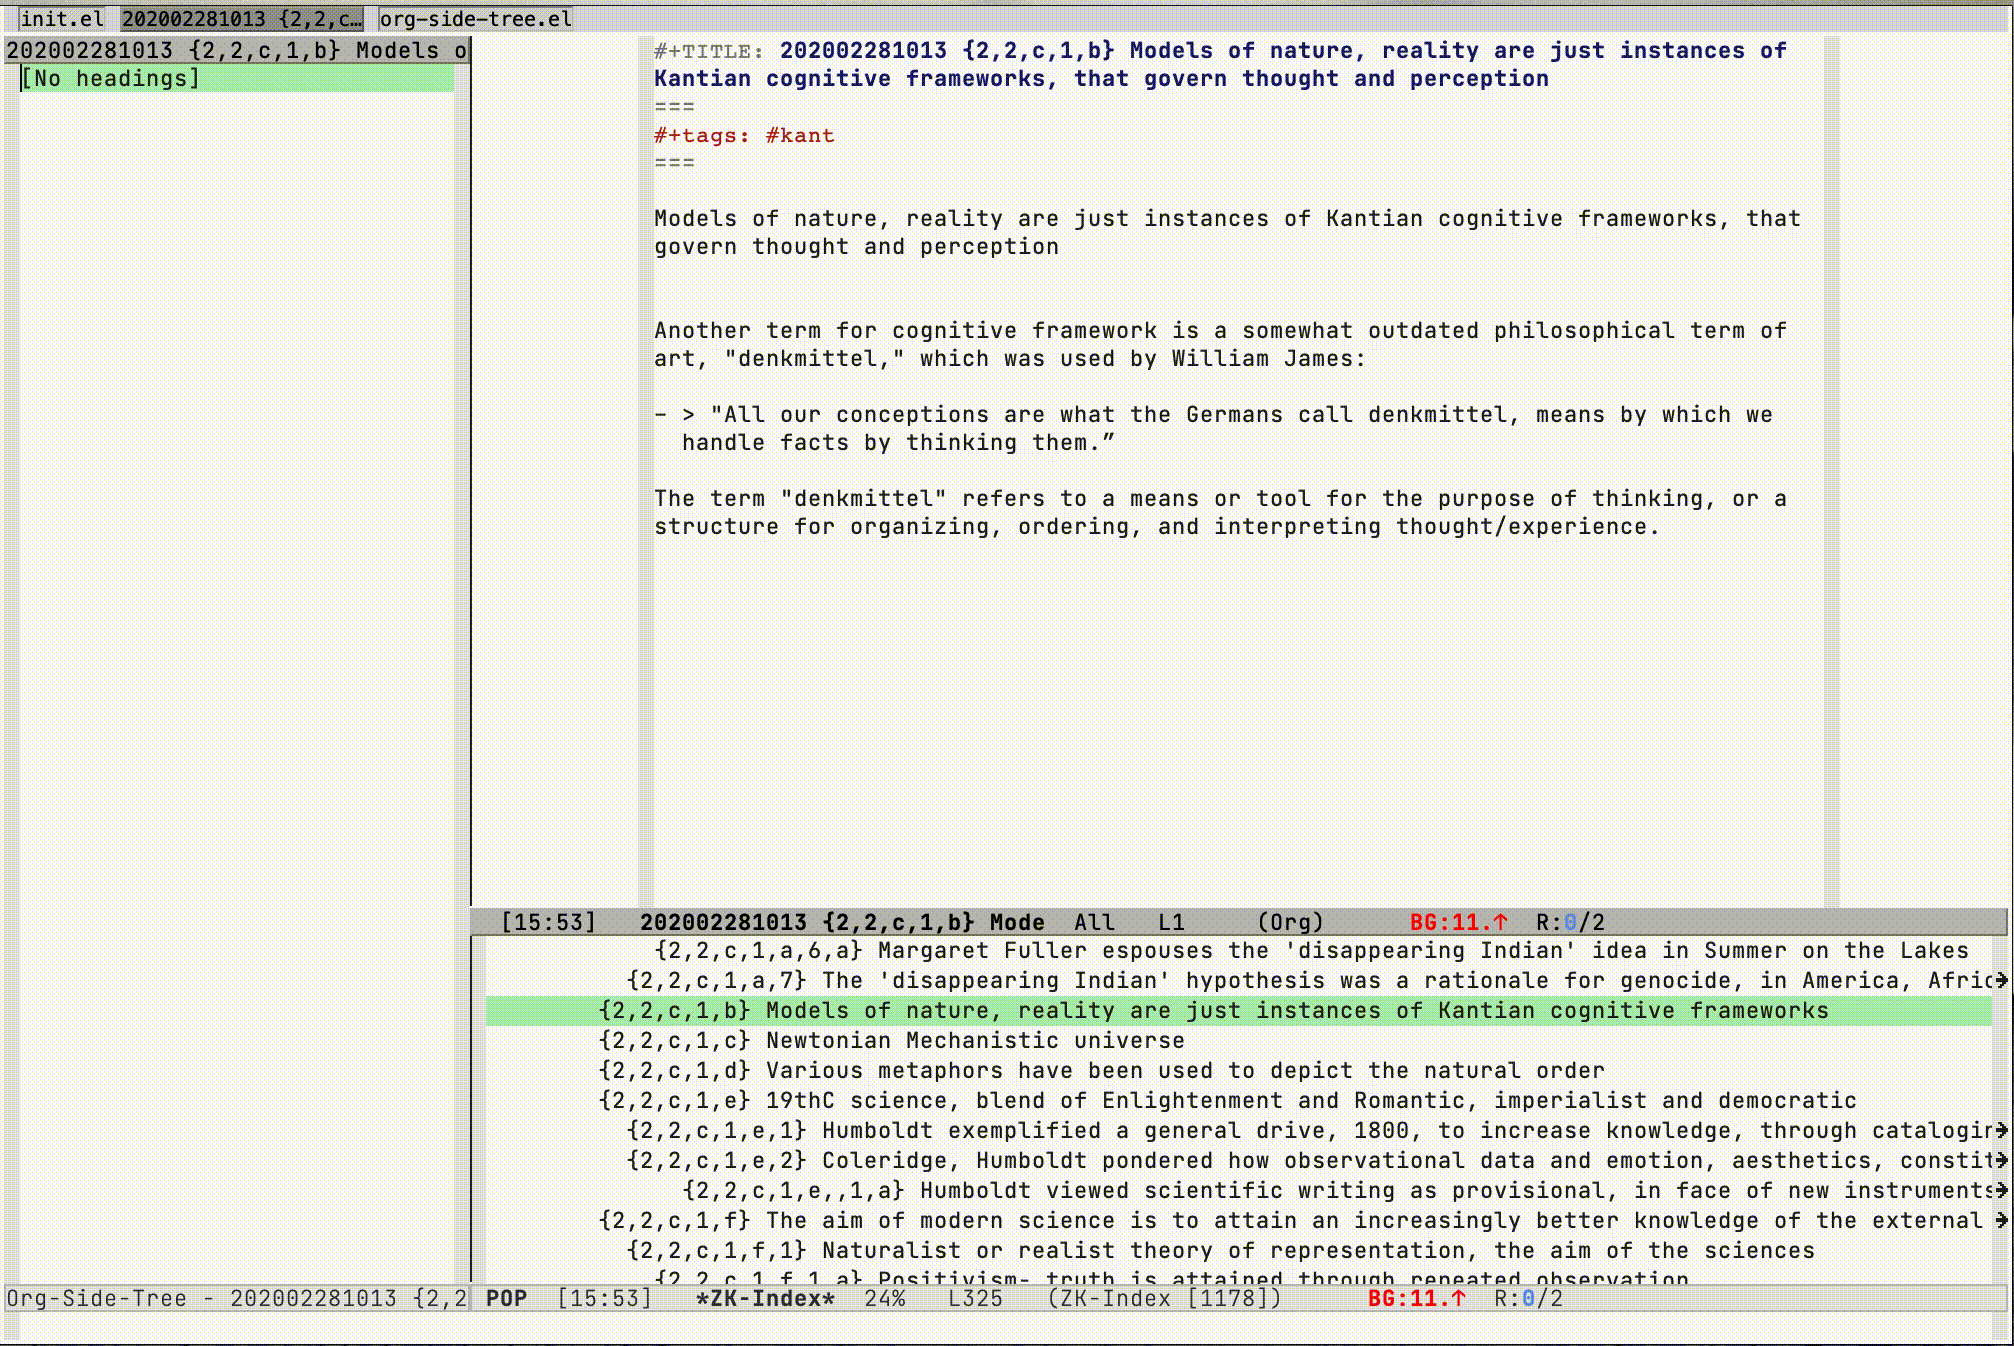 init.el 202002281013 {2,2,c… org-side-tree.el
202002281013 {2,2,c,1,b} Models o
[No headings]
#+TITLE: 202002281013 {2,2,c,1,b} Models of nature, reality are just instances of
Kantian cognitive frameworks, that govern thought and perception
===
#+tags: #kant
===
Models of nature, reality are just instances of Kantian cognitive frameworks, that
govern thought and perception
Another term for cognitive framework is a somewhat outdated philosophical term of
art, "denkmittel," which was used by William James:
- > "All our conceptions are what the Germans call denkmittel, means by which we
handle facts by thinking them.”
The term "denkmittel" refers to a means or tool for the purpose of thinking, or a
structure for organizing, ordering, and interpreting thought/experience.
[15:53] 202002281013 {2,2,c,1,b} Mode All L1 (Org) BG:11.↑ R:0/2
{2,2,c,1,a,6,a} Margaret Fuller espouses the 'disappearing Indian' idea in Summer on the Lakes
{2,2,c,1,a,7} The 'disappearing Indian' hypothesis was a rationale for genocide, in America, Afric→
{2,2,c,1,b} Models of nature, reality are just instances of Kantian cognitive frameworks
{2,2,c,1,c} Newtonian Mechanistic universe
{2,2,c,1,d} Various metaphors have been used to depict the natural order
{2,2,c,1,e} 19thC science, blend of Enlightenment and Romantic, imperialist and democratic
{2,2,c,1,e,1} Humboldt exemplified a general drive, 1800, to increase knowledge, through catalogin→
{2,2,c,1,e,2} Coleridge, Humboldt pondered how observational data and emotion, aesthetics, constit→
{2,2,c,1,e,,1,a} Humboldt viewed scientific writing as provisional, in face of new instruments→
{2,2,c,1,f} The aim of modern science is to attain an increasingly better knowledge of the external →
{2,2,c,1,f,1} Naturalist or realist theory of representation, the aim of the sciences
{2,2,c,1,f,1,a} Positivism- truth is attained through repeated observation
Org-Side-Tree - 202002281013 {2,2 POP [15:53] *ZK-Index* 24% L325 (ZK-Index [1178]) BG:11.↑ R:0/2